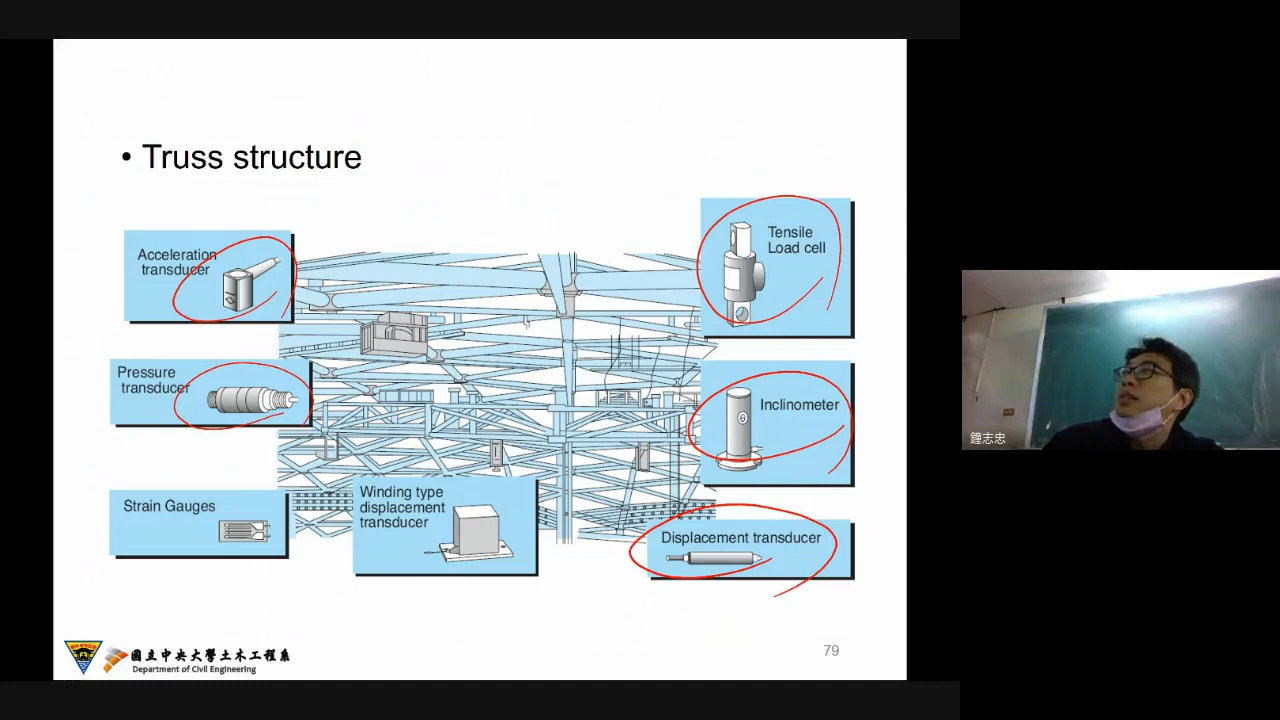 • Truss structure
Acceleration
transducer
Tensile
Load cell
Pressure
transducer
Inclinometer
Strain Gauges
Winding type
displacement
transducer
Displacement transducer
國立中央大學土木工程系
Department of Civil Engineering
79
鐘志忠